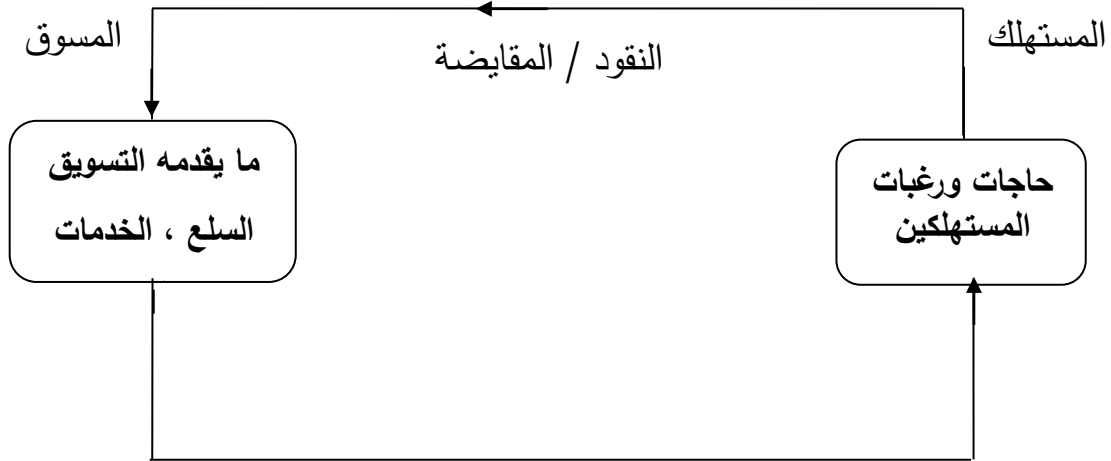 المستهلك
المسوق
النقود / المقايضة
حاجات ورغبات
المستهلكين
ما يقدمه التسويق
السلع ، الخدمات